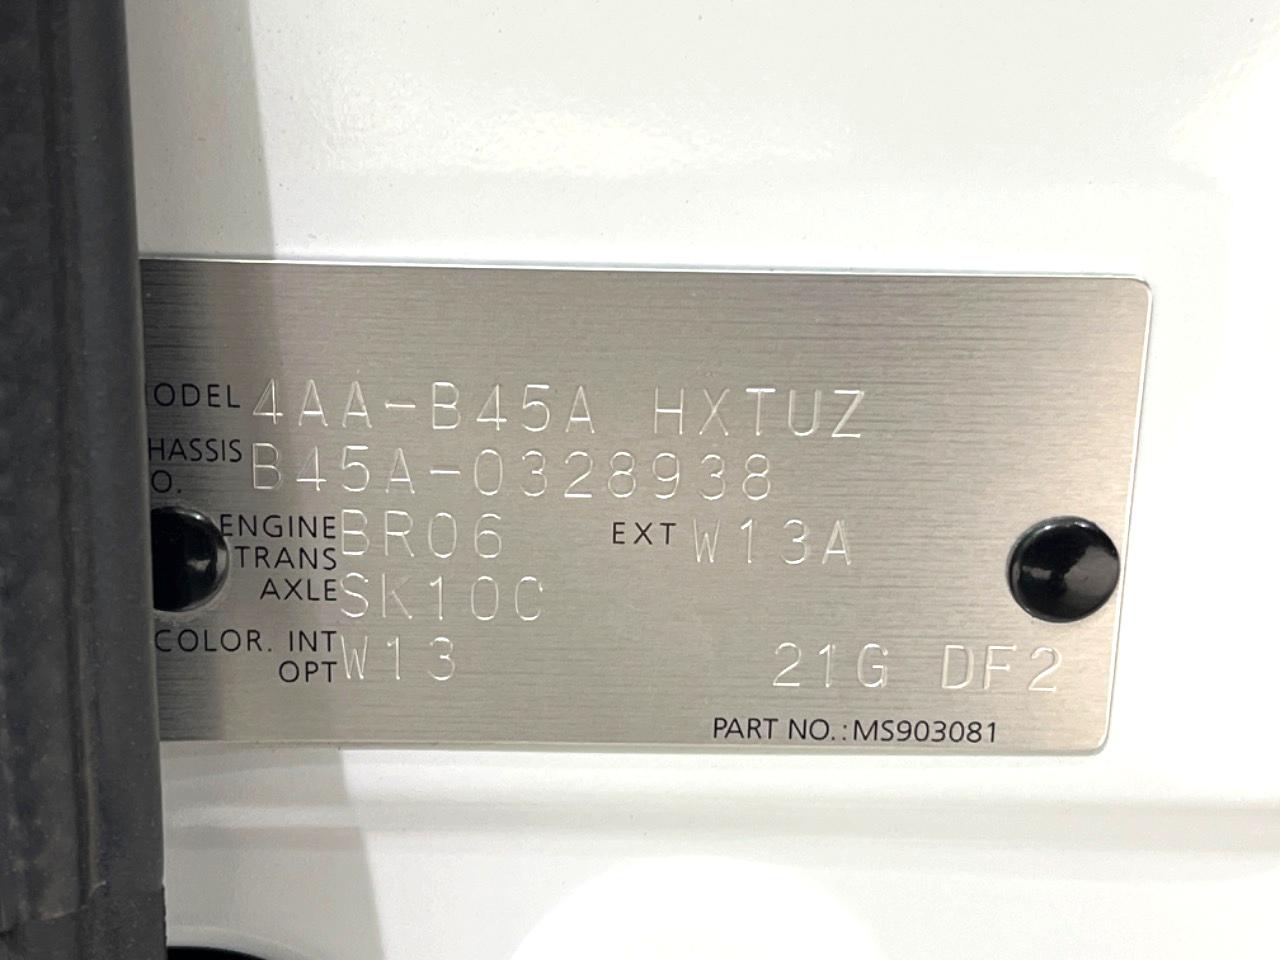 ODEL 4AA-B45A HXTUZ
HASSIS
O. B45A-0328938
ENGINE BR06 EXT W13A
TRANS
AXLE SK10C
COLOR. INT W13
OPT 21G DF2
PART NO.: MS903081